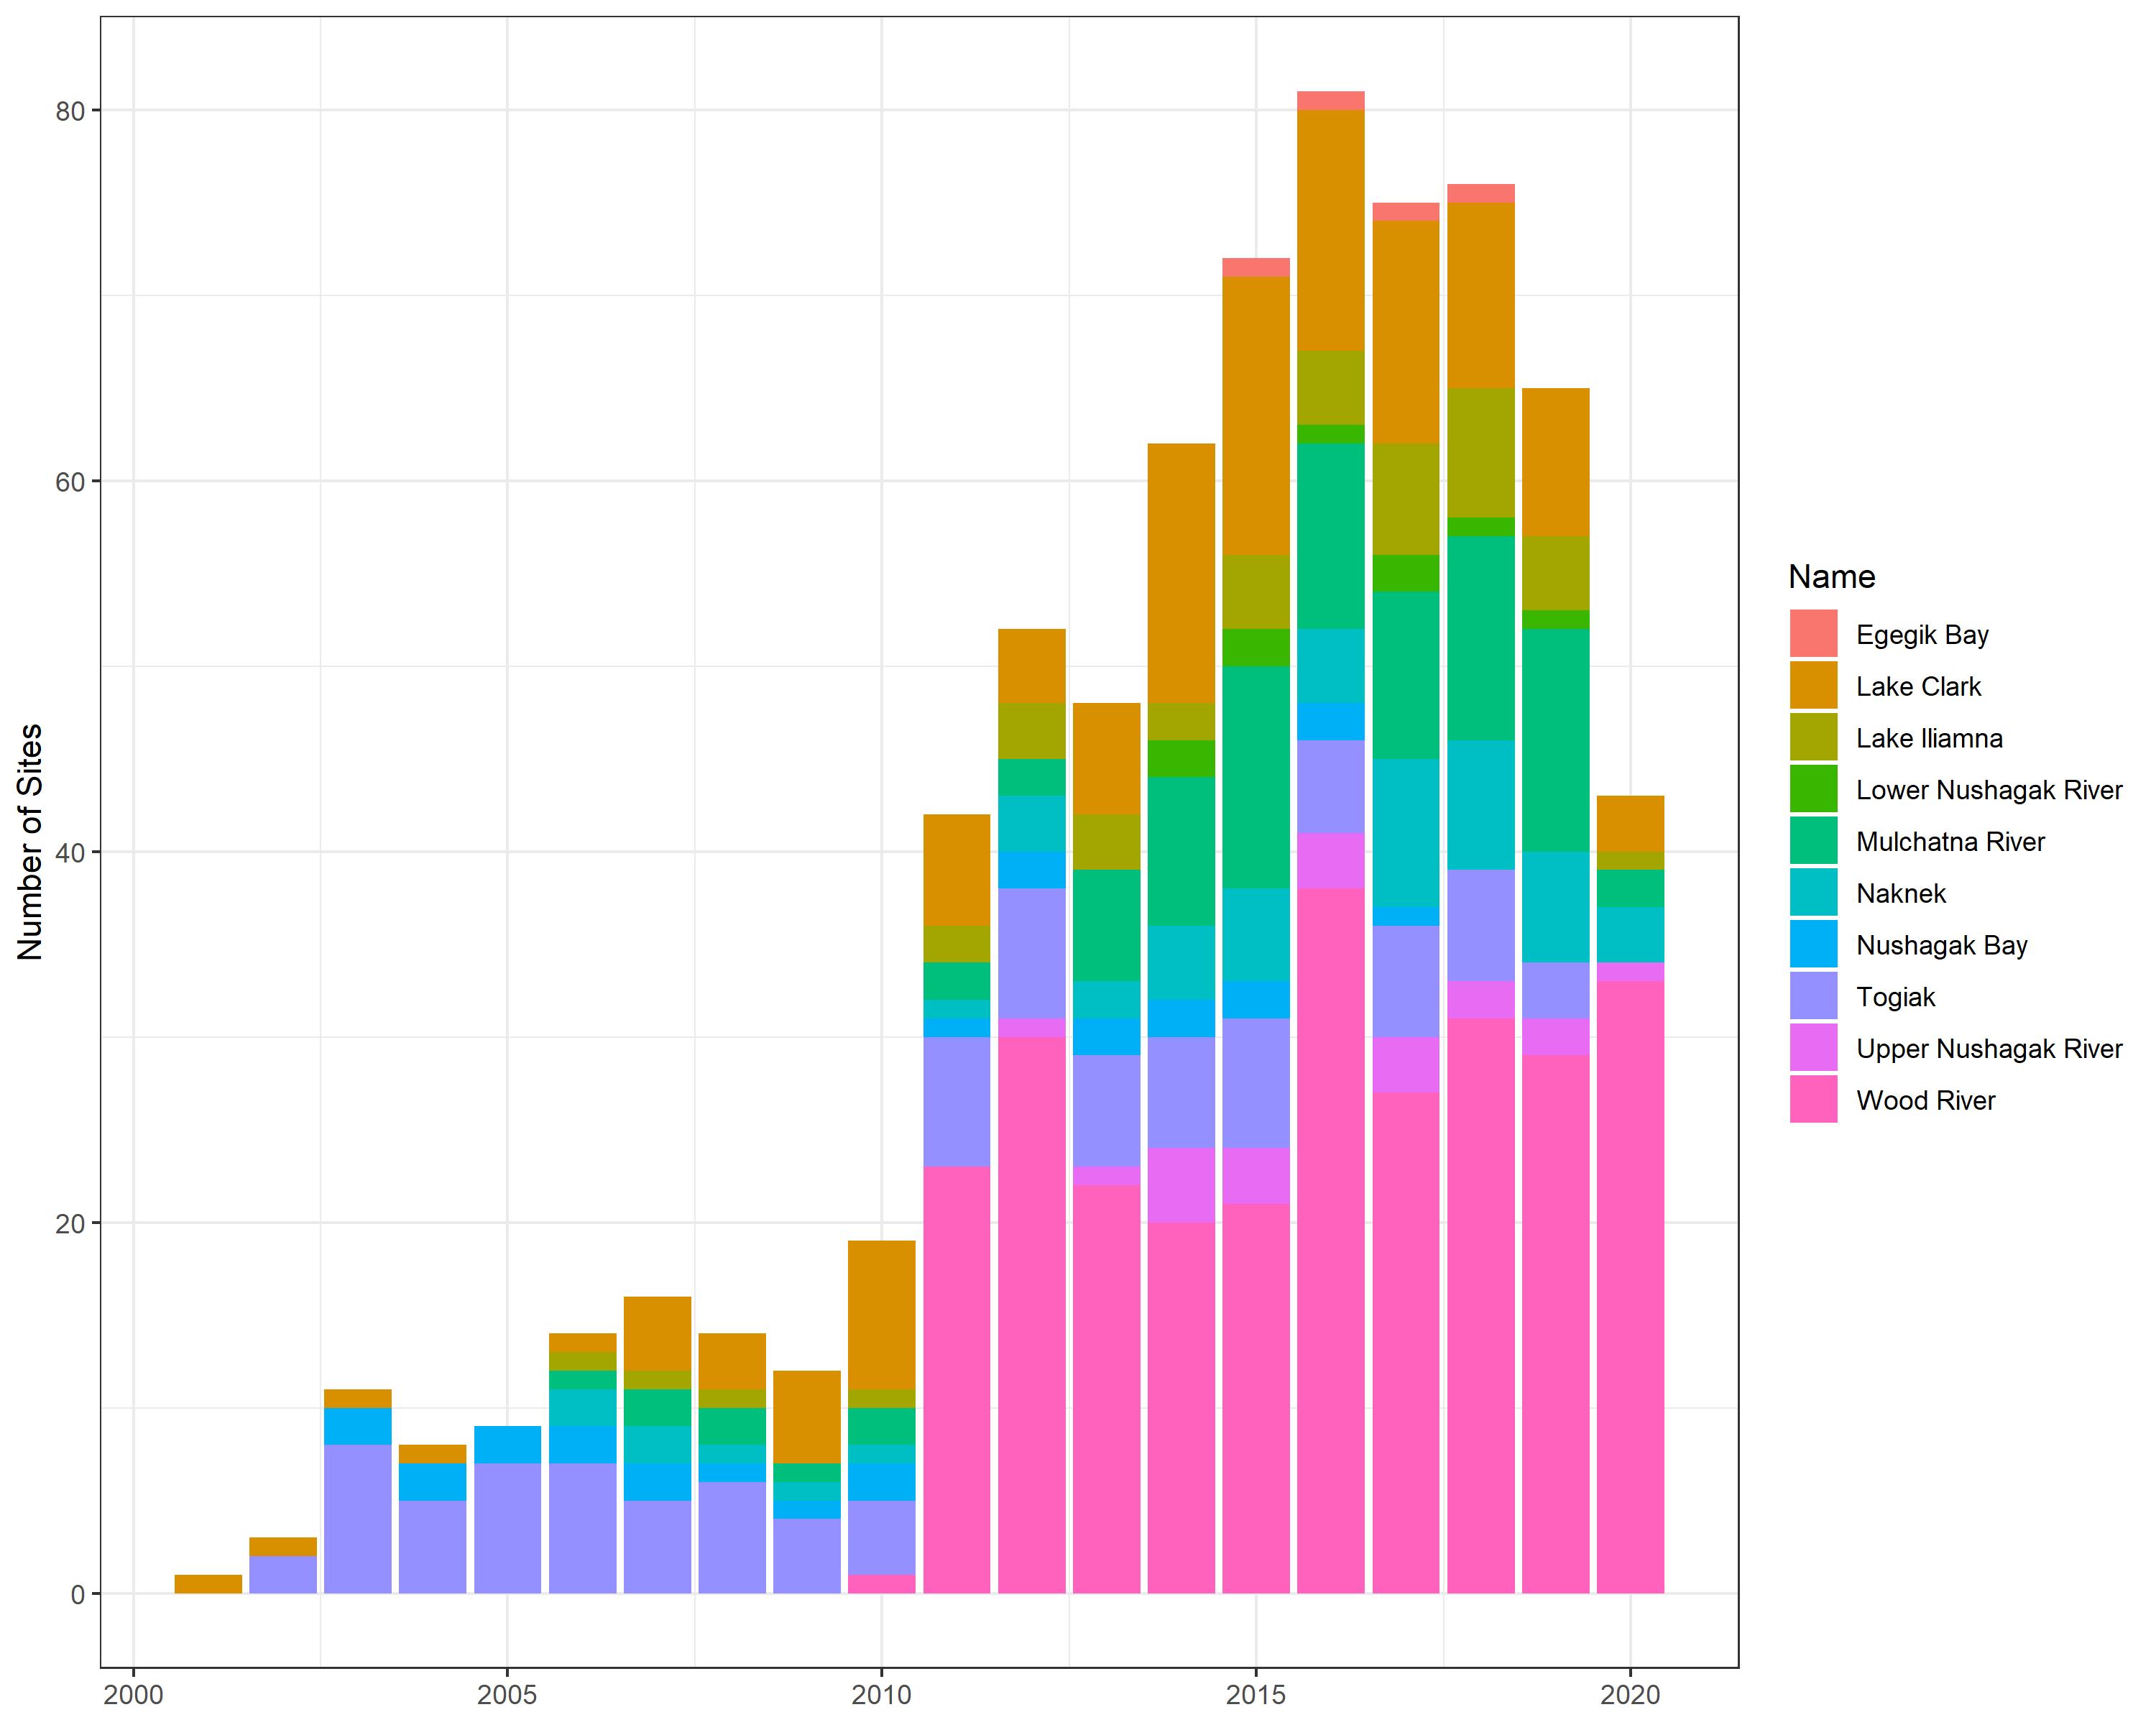 Number of Sites
80
60
40
20
0
2000
2005
2010
2015
2020
Name
Egegik Bay
Lake Clark
Lake Iliamna
Lower Nushagak River
Mulchatna River
Naknek
Nushagak Bay
Togiak
Upper Nushagak River
Wood River